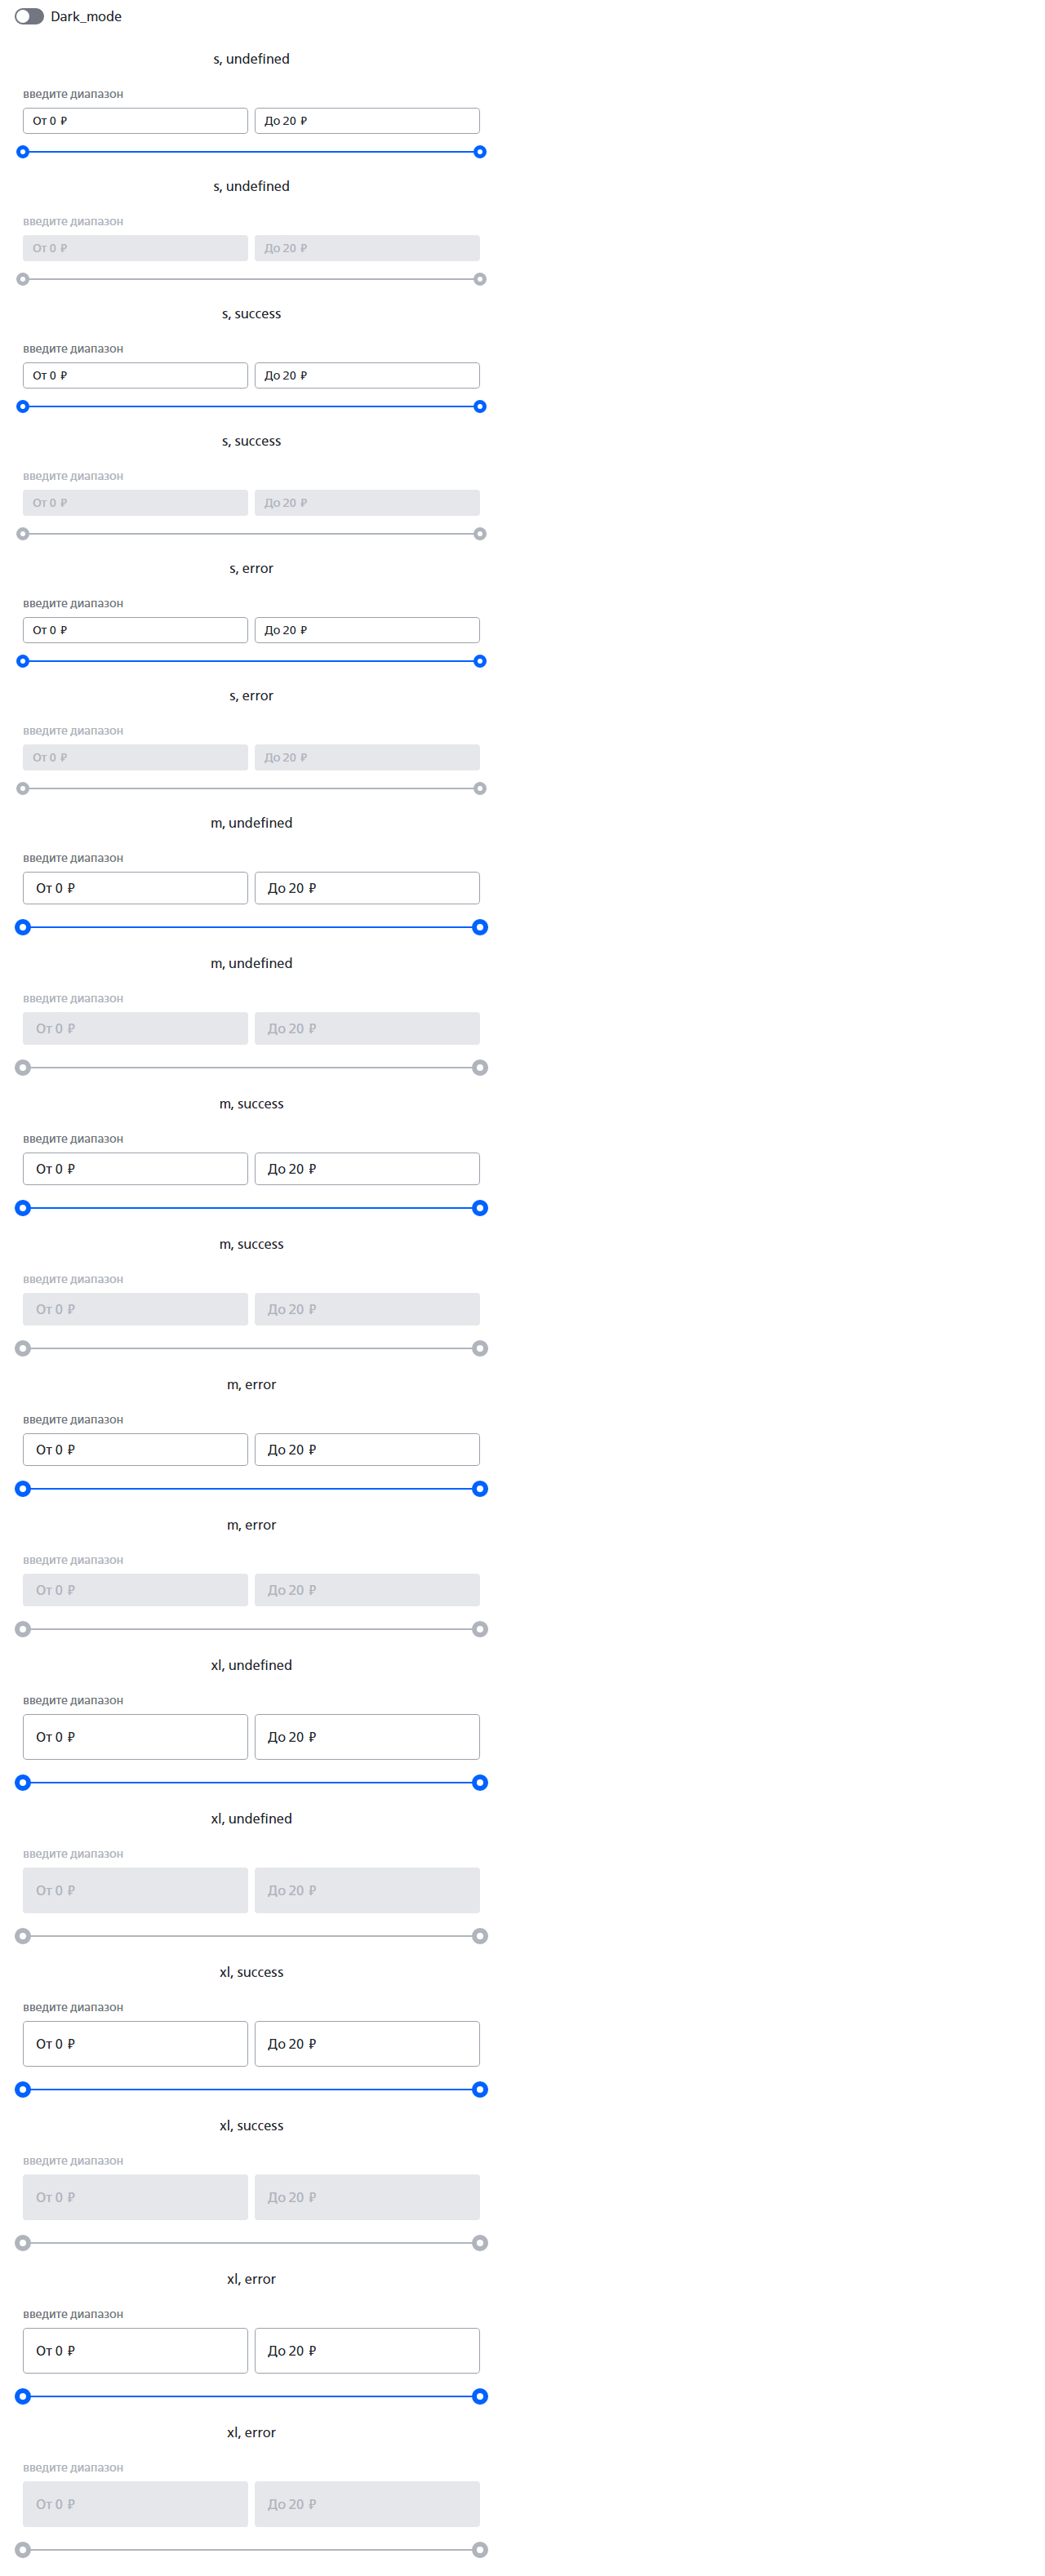 Dark_mode
s, undefined
введите диапазон
От 0 ₽ До 20 ₽
s, undefined
введите диапазон
От 0 ₽ До 20 ₽
s, success
введите диапазон
От 0 ₽ До 20 ₽
s, success
введите диапазон
От 0 ₽ До 20 ₽
s, error
введите диапазон
От 0 ₽ До 20 ₽
s, error
введите диапазон
От 0 ₽ До 20 ₽
m, undefined
введите диапазон
От 0 ₽ До 20 ₽
m, undefined
введите диапазон
От 0 ₽ До 20 ₽
m, success
введите диапазон
От 0 ₽ До 20 ₽
m, success
введите диапазон
От 0 ₽ До 20 ₽
m, error
введите диапазон
От 0 ₽ До 20 ₽
m, error
введите диапазон
От 0 ₽ До 20 ₽
xl, undefined
введите диапазон
От 0 ₽ До 20 ₽
xl, undefined
введите диапазон
От 0 ₽ До 20 ₽
xl, success
введите диапазон
От 0 ₽ До 20 ₽
xl, success
введите диапазон
От 0 ₽ До 20 ₽
xl, error
введите диапазон
От 0 ₽ До 20 ₽
xl, error
введите диапазон
От 0 ₽ До 20 ₽